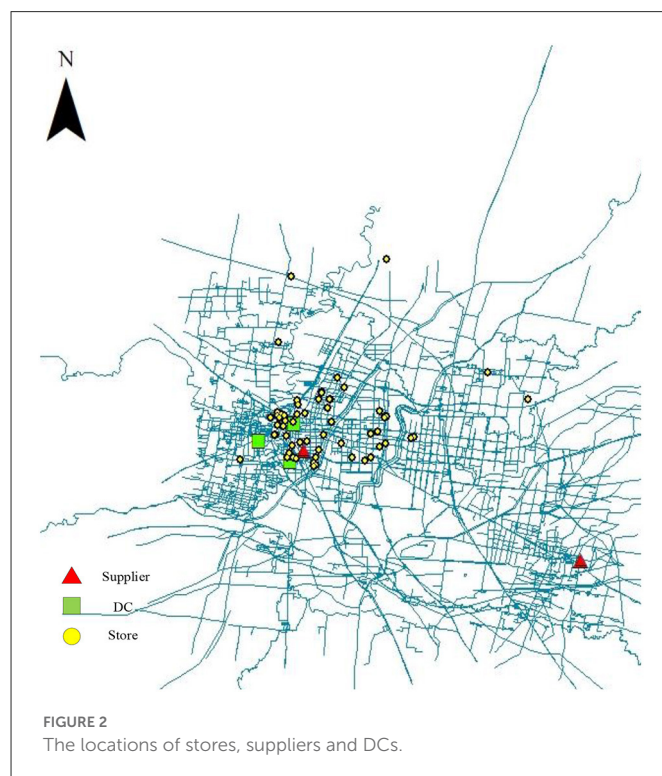 N
Supplier
DC
Store
FIGURE 2
The locations of stores, suppliers and DCs.